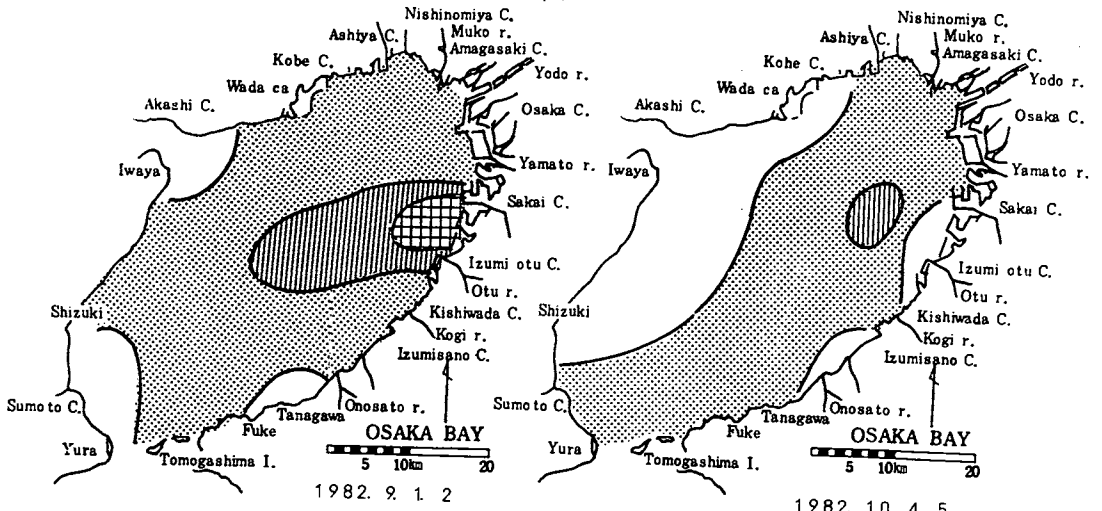 Nishinomiya C.
Ashiya C.
Muko r.
Amagasaki C.
Kobe C.
Yodo r.
Wada ca
Akashi C.
Osaka C.
Iwaya
Yamato r.
Sakai C.
Izumi otu C.
Otu r.
Shizuki
Kishiwada C.
Kogi r.
Izumisano C.
Sumoto C.
Onosato r.
Tanagawa
Fuke
Yura
OSAKA BAY
Tomogashima I.
5 10km 20
1982. 9. 1. 2
Nishinomiya C.
Ashiya C.
Muko r.
Amagasaki C.
Kobe C.
Yodo r.
Wada ca
Akashi C.
Osaka C.
Iwaya
Yamato r.
Sakai C.
Izumi otu C.
Otu r.
Shizuki
Kishiwada C.
Kogi r.
Izumisano C.
Sumoto C.
Onosato r.
Tanagawa
Fuke
Yura
OSAKA BAY
Tomogashima I.
5 10km 20
1982. 10. 4. 5